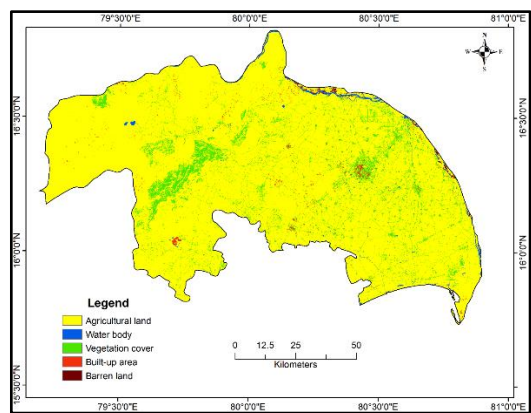 79°30'0"E 80°0'0"E 80°30'0"E 81°0'0"E
N
W E
S
16°30'0"N 16°30'0"N
16°0'0"N 16°0'0"N
Legend
Agricultural land
Water body
Vegetation cover
Built-up area
Barren land
0 12.5 25 50
Kilometers
15°30'0"N
79°30'0"E 80°0'0"E 80°30'0"E 81°0'0"E